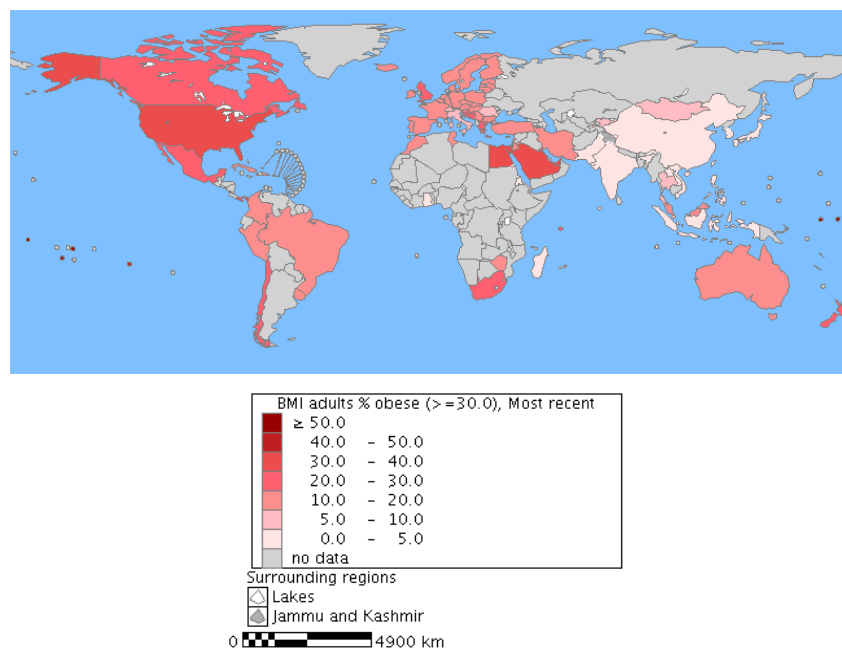 BMI adults % obese (>=30.0), Most recent
≥ 50.0
40.0 - 50.0
30.0 - 40.0
20.0 - 30.0
10.0 - 20.0
5.0 - 10.0
0.0 - 5.0
no data
Surrounding regions
Lakes
Jammu and Kashmir
0 4900 km